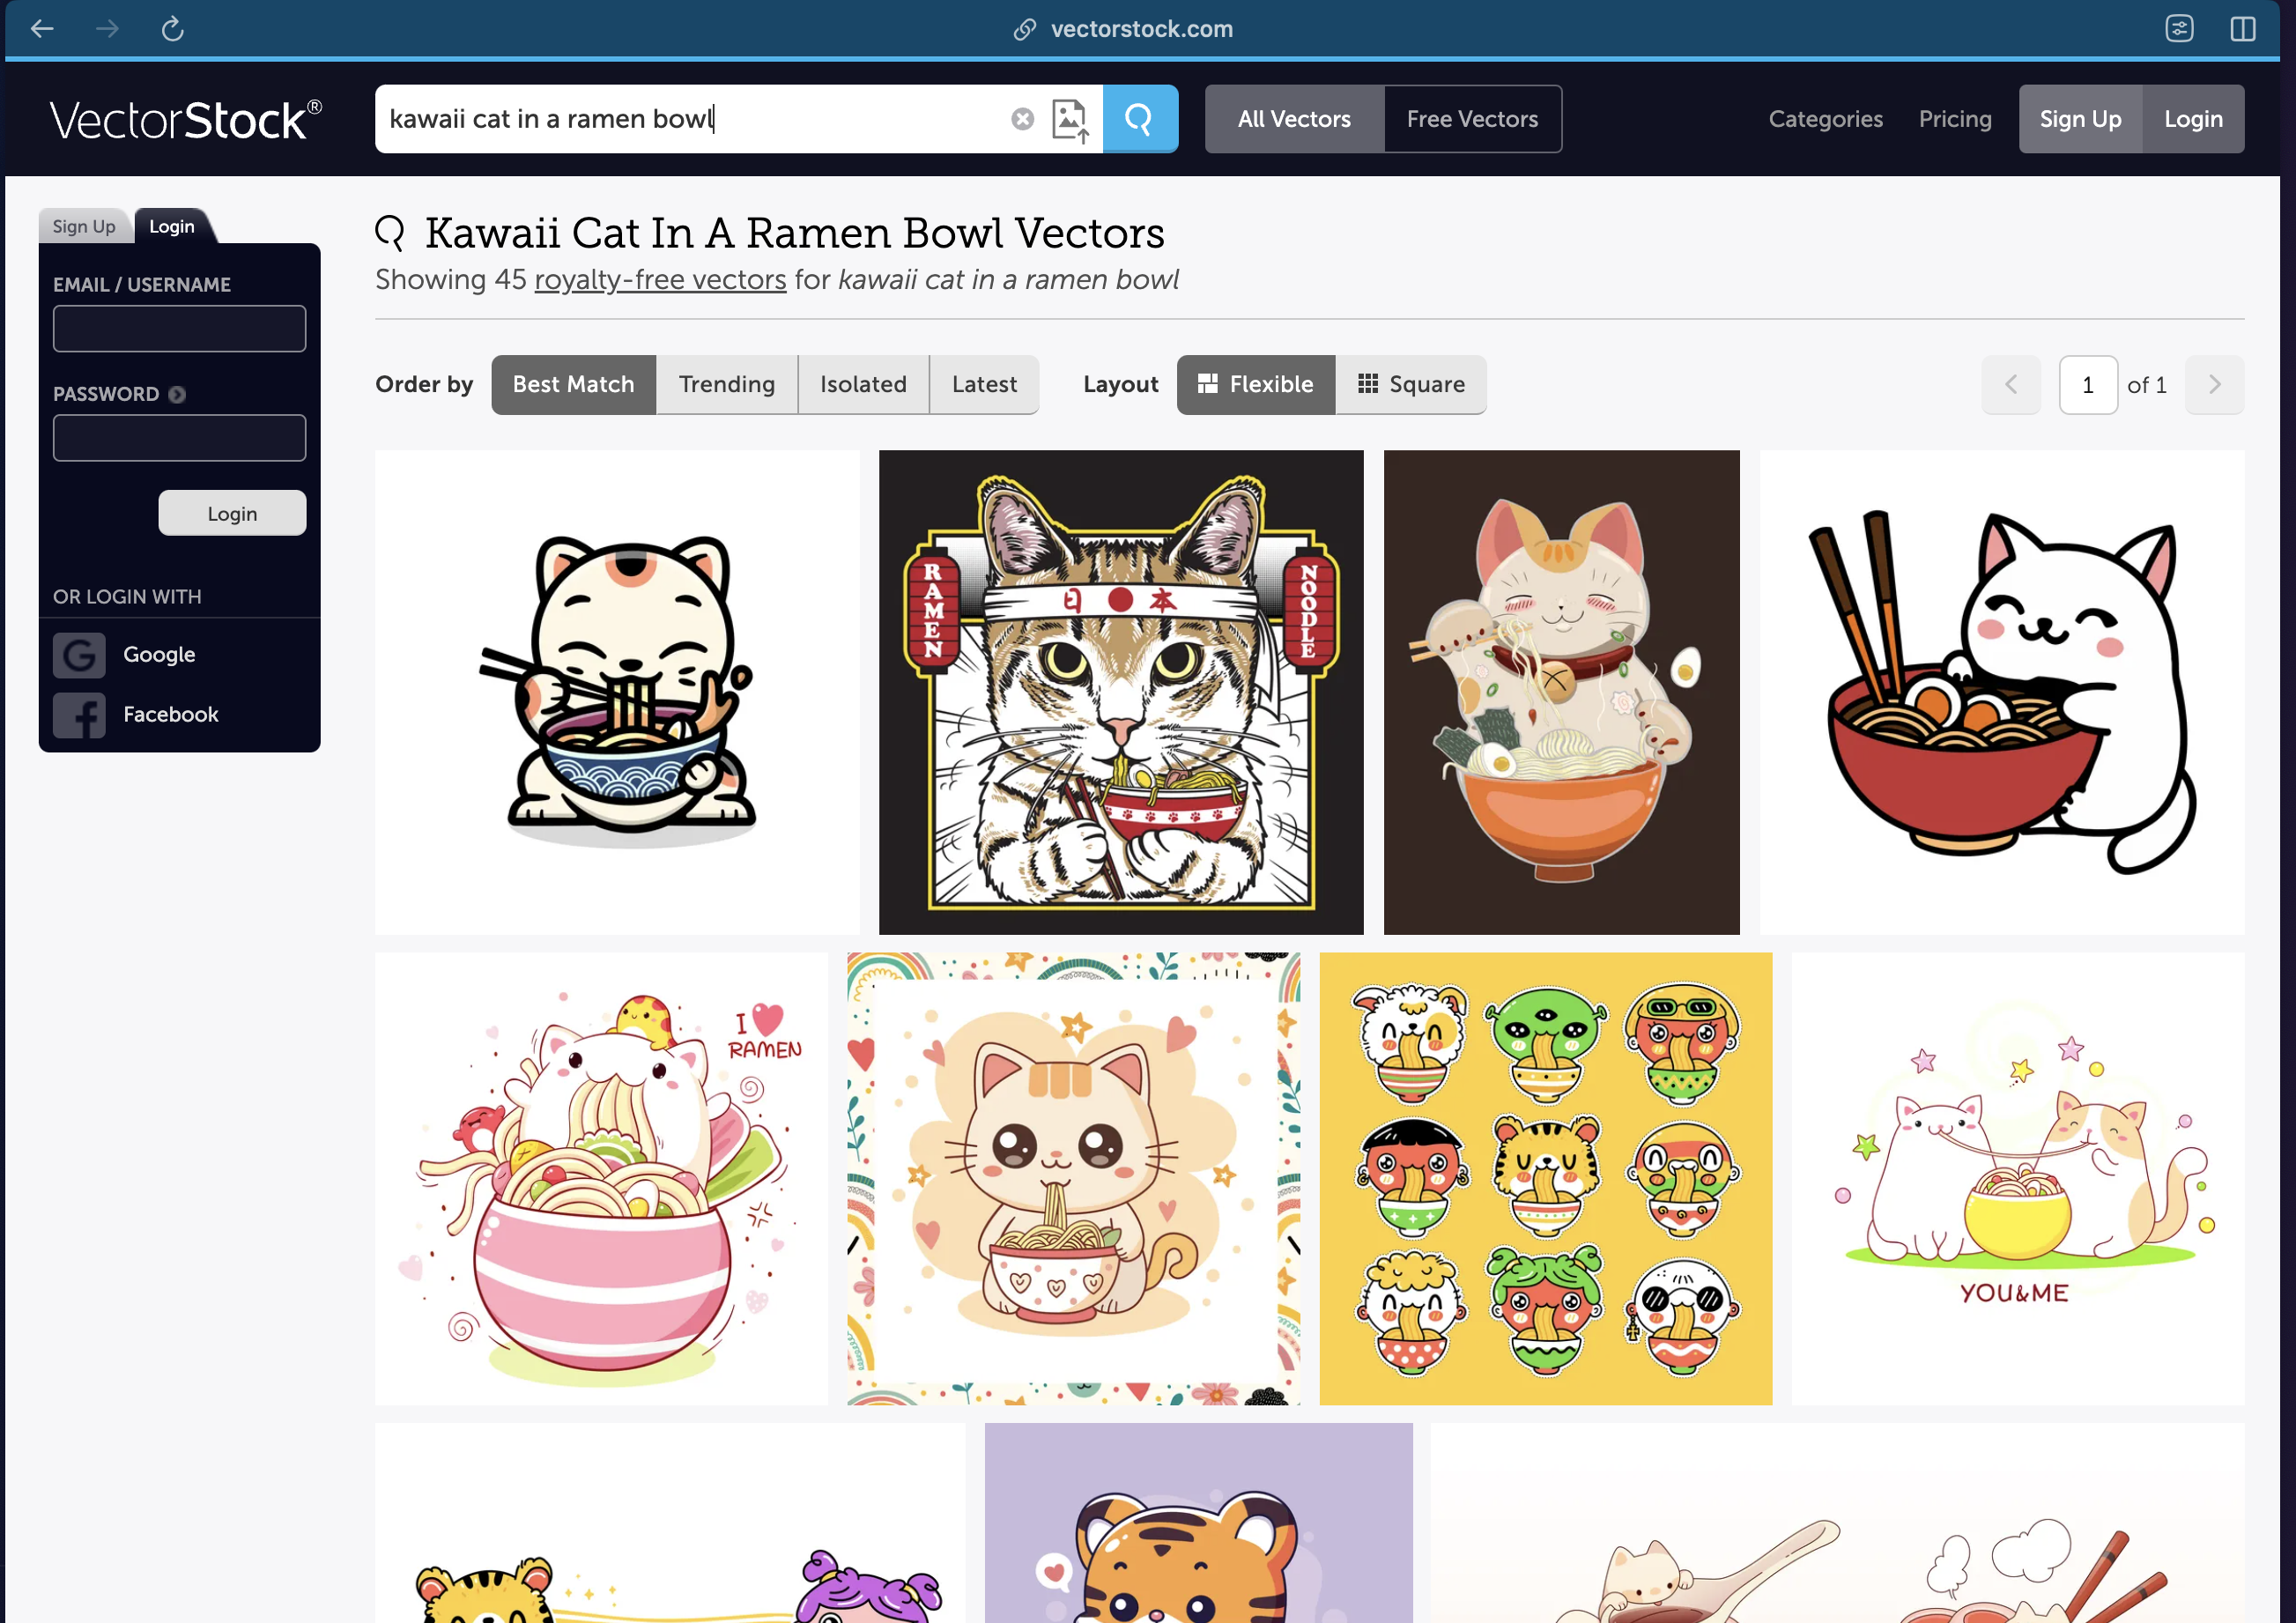 vectorstock.com
VectorStock®
kawaii cat in a ramen bowl
All Vectors
Free Vectors
Categories
Pricing
Sign Up
Login
Sign Up
Login
EMAIL / USERNAME
PASSWORD
Login
OR LOGIN WITH
G Google
f Facebook
Kawaii Cat In A Ramen Bowl Vectors
Showing 45 royalty-free vectors for kawaii cat in a ramen bowl
Order by
Best Match
Trending
Isolated
Latest
Layout
Flexible
Square
1 of 1
RAMEN
日本
NOODLE
I
RAMEN
YOU&ME